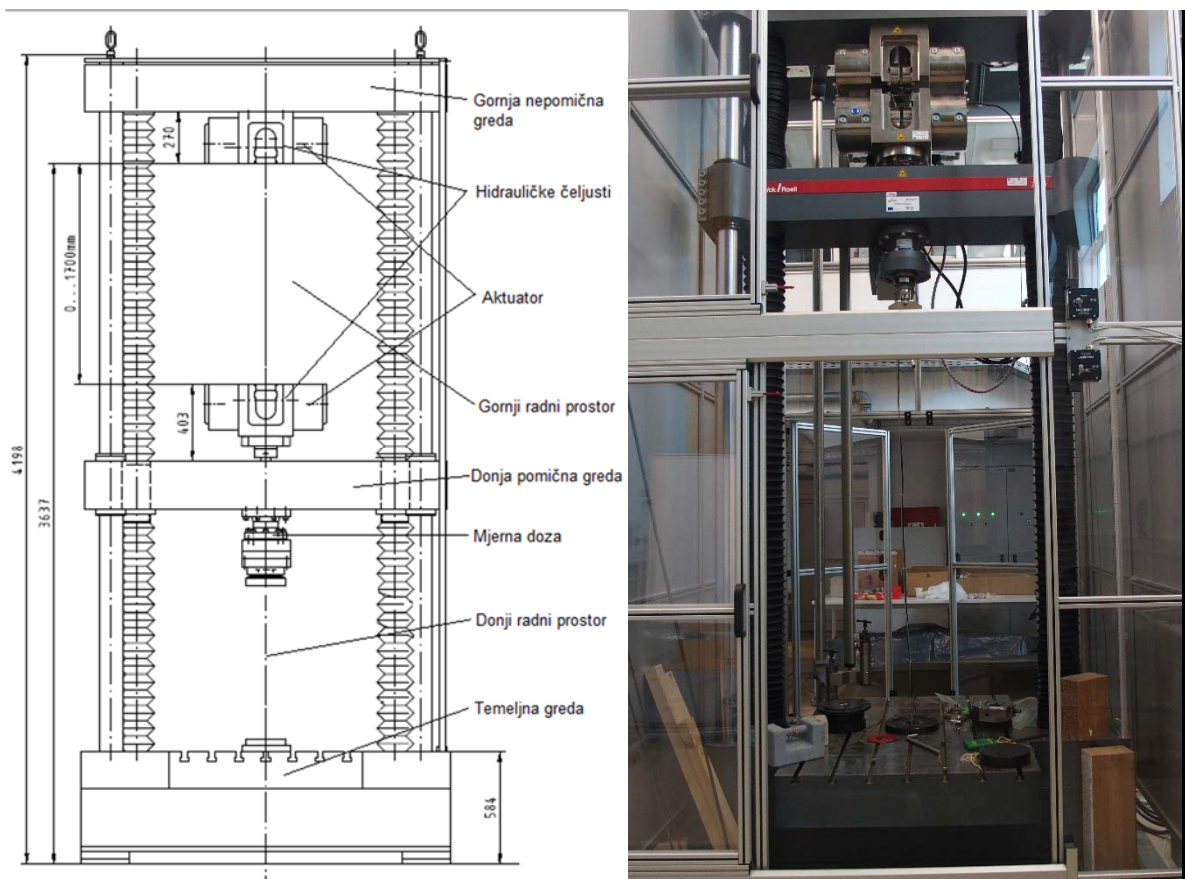 Gornja nepomična
greda
270
Hidrauličke čeljusti
0...1700mm
Aktuator
Gornji radni prostor
403
4198
3637
Donja pomična greda
Mjerna doza
Donji radni prostor
Temeljna greda
584
ck/Roell